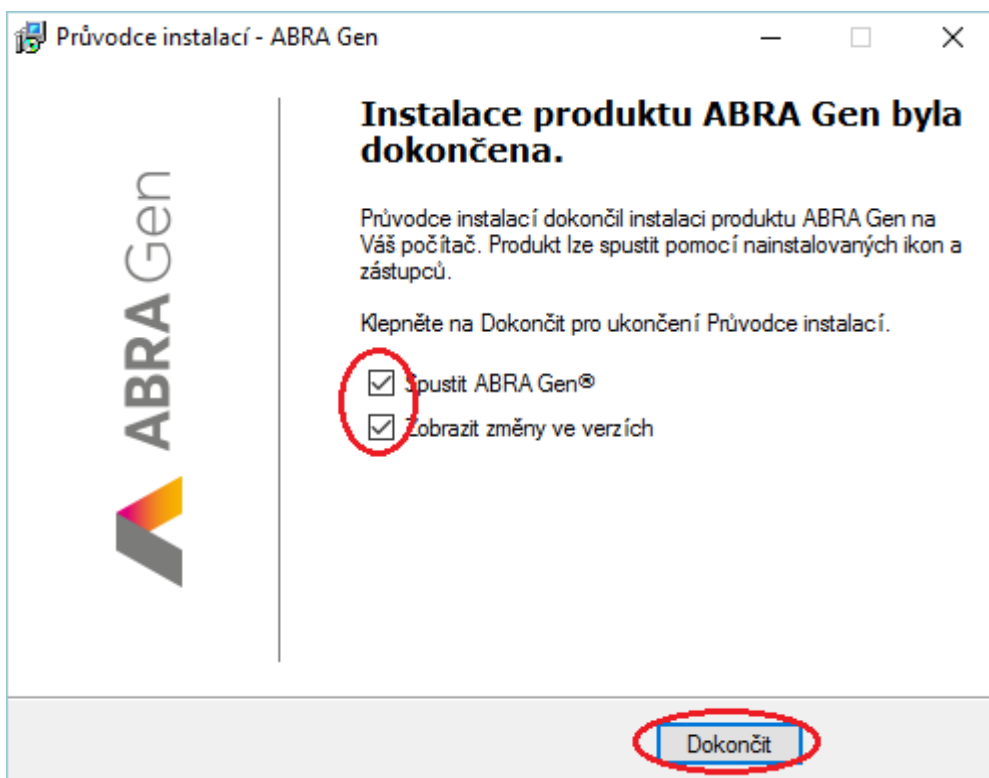 Průvodce instalací - ABRA Gen
Instalace produktu ABRA Gen byla
dokončena.
Průvodce instalací dokončil instalaci produktu ABRA Gen na
Váš počítač. Produkt lze spustit pomocí nainstalovaných ikon a
zástupců.
Klepněte na Dokončit pro ukončení Průvodce instalací.
Spustit ABRA Gen®
Zobrazit změny ve verzích
ABRA Gen
Dokončit